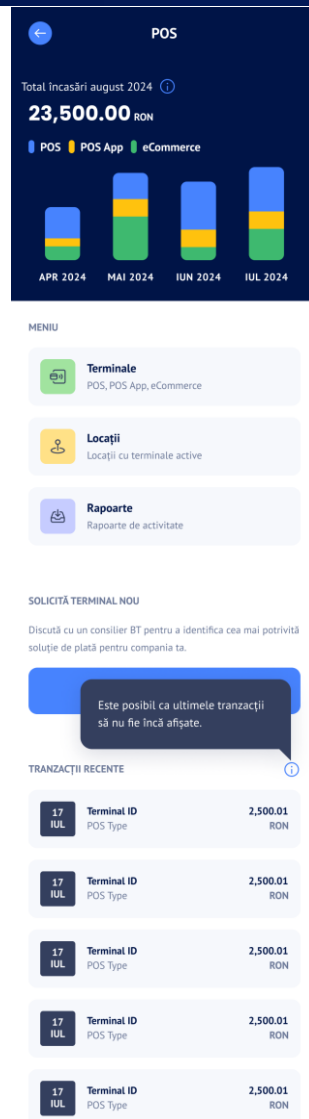 POS
Total încasări august 2024
23,500.00 RON
POS POS App eCommerce
APR 2024 MAI 2024 IUN 2024 IUL 2024
MENIU
Terminale
POS, POS App, eCommerce
Locații
Locații cu terminale active
Rapoarte
Rapoarte de activitate
SOLICITĂ TERMINAL NOU
Discută cu un consilier BT pentru a identifica cea mai potrivită
soluție de plată pentru compania ta.
Este posibil ca ultimele tranzacții
să nu fie încă afișate.
TRANZACȚII RECENTE
17 Terminal ID 2,500.01
IUL POS Type RON
17 Terminal ID 2,500.01
IUL POS Type RON
17 Terminal ID 2,500.01
IUL POS Type RON
17 Terminal ID 2,500.01
IUL POS Type RON
17 Terminal ID 2,500.01
IUL POS Type RON